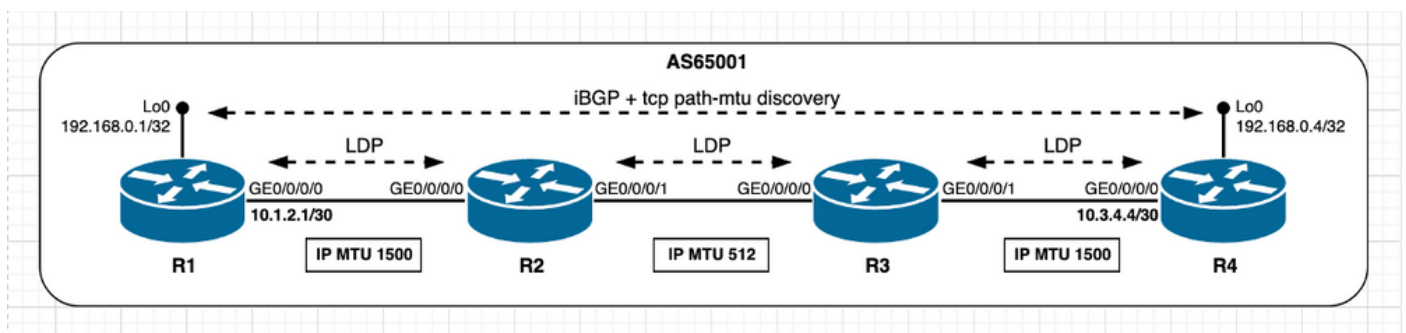 AS65001
iBGP + tcp path-mtu discovery
Lo0
192.168.0.1/32
Lo0
192.168.0.4/32
LDP
LDP
LDP
GE0/0/0/0
GE0/0/0/0
GE0/0/0/1
GE0/0/0/0
GE0/0/0/1
GE0/0/0/0
10.1.2.1/30
10.3.4.4/30
IP MTU 1500
IP MTU 512
IP MTU 1500
R1
R2
R3
R4